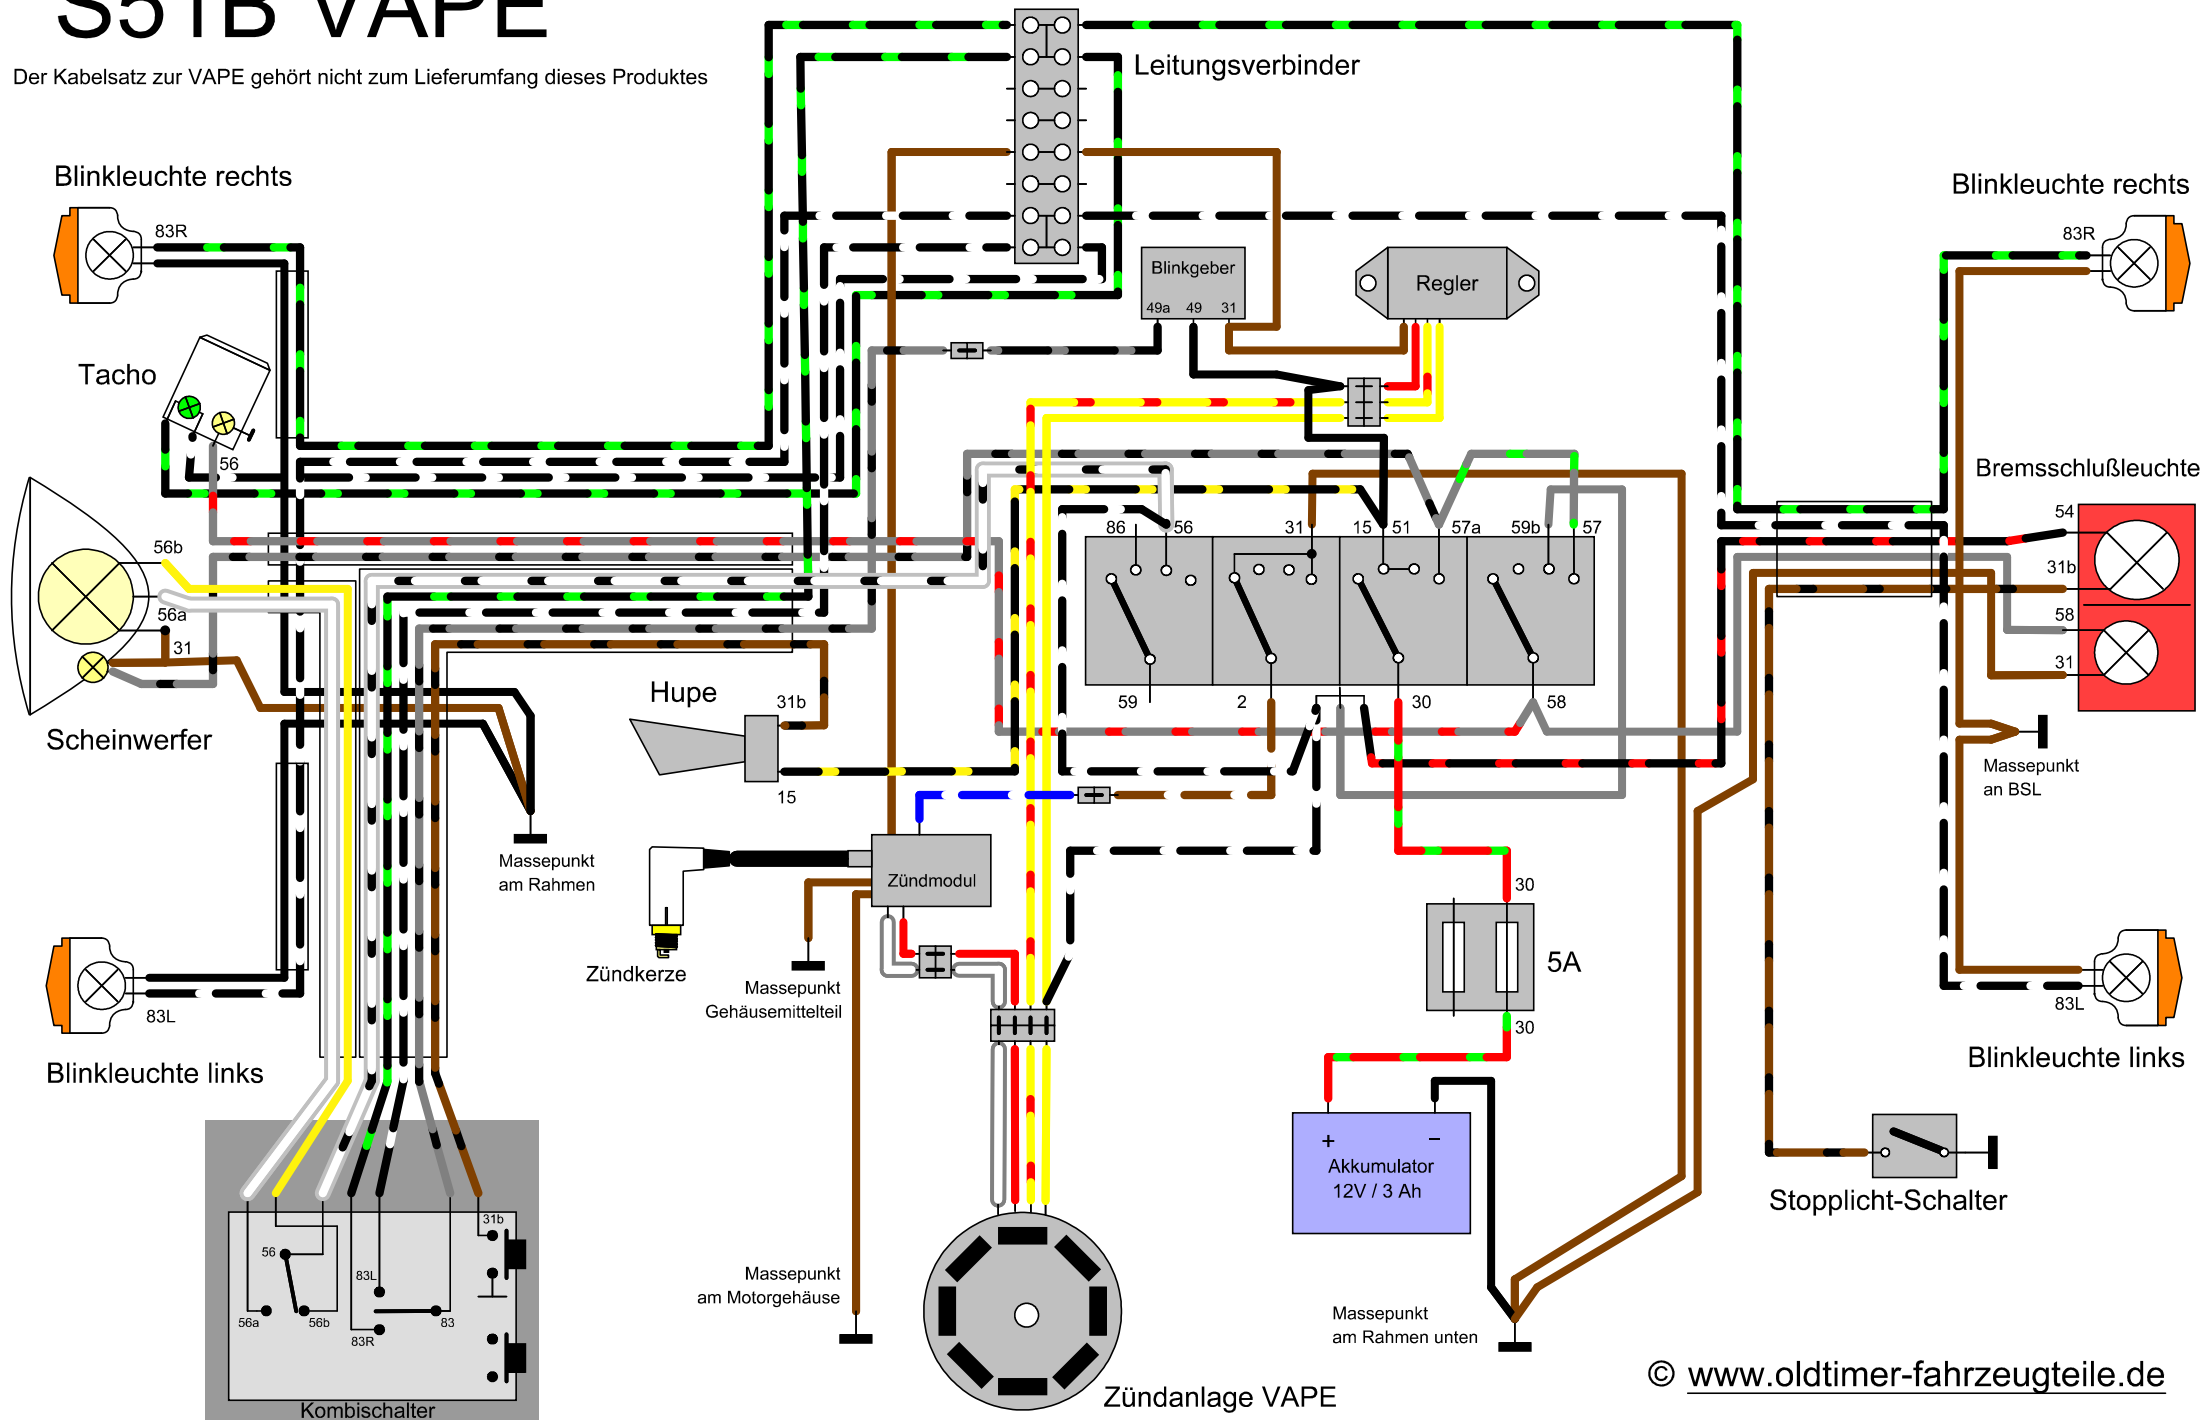 S51B VAPE
Der Kabelsatz zur VAPE gehört nicht zum Lieferumfang dieses Produktes
Leitungsverbinder
Blinkleuchte rechts
83R
Blinkleuchte rechts
83R
Blinkgeber
49a 49 31
Regler
Tacho
56
Bremsschlußleuchte
54
31b
58
31
56b
56a
31
Scheinwerfer
86 56 31 15 51 57a 59b 57
59 2 30 58
Hupe
31b
15
Massepunkt
an BSL
Massepunkt
am Rahmen
Zündmodul
Zündkerze
Massepunkt
Gehäusemittelteil
30
5A
30
83L
Blinkleuchte links
83L
Blinkleuchte links
+ −
Akkumulator
12V / 3 Ah
Stopplicht-Schalter
31b
56
83L
56a 56b 83
83R
Kombischalter
Massepunkt
am Motorgehäuse
Massepunkt
am Rahmen unten
Zündanlage VAPE
© www.oldtimer-fahrzeugteile.de